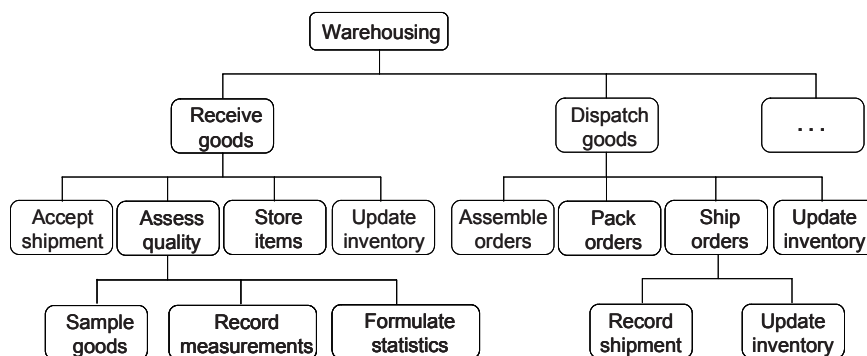 Warehousing
Receive
goods
Dispatch
goods
...
Accept
shipment
Assess
quality
Store
items
Update
inventory
Assemble
orders
Pack
orders
Ship
orders
Update
inventory
Sample
goods
Record
measurements
Formulate
statistics
Record
shipment
Update
inventory